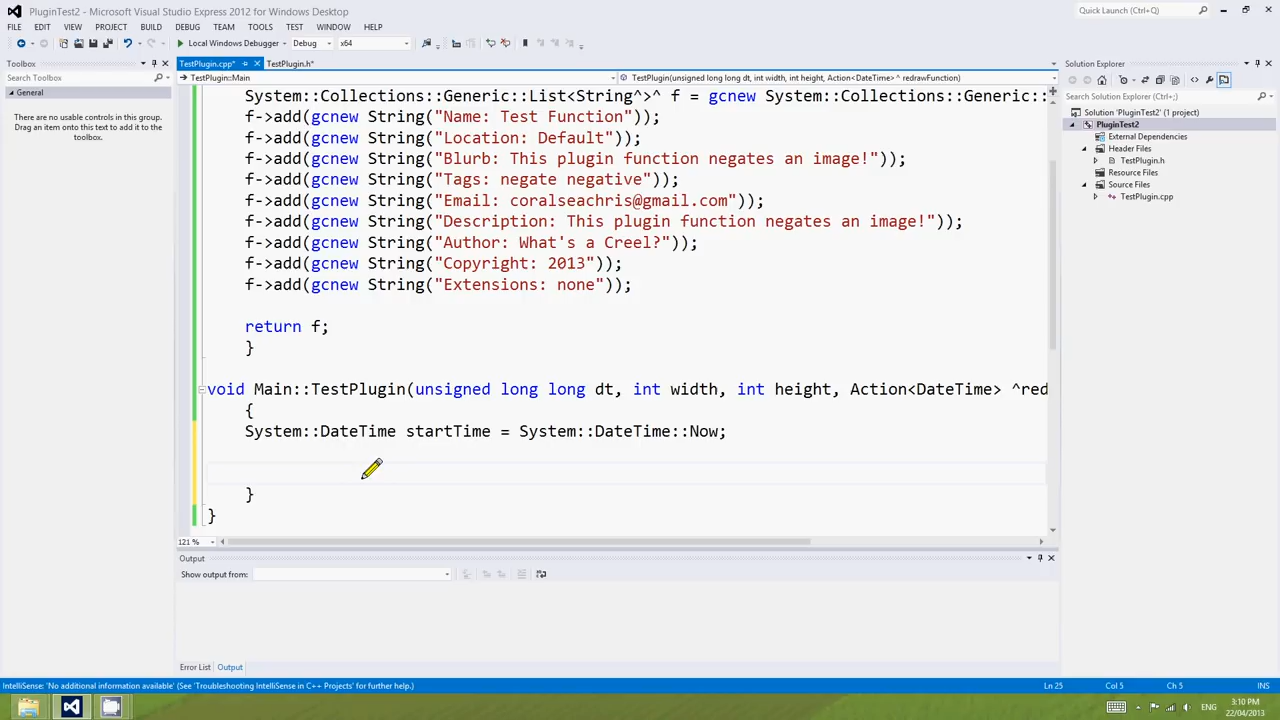 PluginTest2 - Microsoft Visual Studio Express 2012 for Windows Desktop
Quick Launch (Ctrl+Q)
FILE EDIT VIEW PROJECT BUILD DEBUG TEAM TOOLS TEST WINDOW HELP
Local Windows Debugger Debug x64
Toolbox
Search Toolbox
General
There are no usable controls in this group. Drag an item onto this text to add it to the toolbox.
TestPlugin.cpp* TestPlugin.h*
TestPlugin::Main
TestPlugin(unsigned long long dt, int width, int height, Action<DateTime>^ redrawFunction)
System::Collections::Generic::List<String^>^ f = gcnew System::Collections::Generic::
f->add(gcnew String("Name: Test Function"));
f->add(gcnew String("Location: Default"));
f->add(gcnew String("Blurb: This plugin function negates an image!"));
f->add(gcnew String("Tags: negate negative"));
f->add(gcnew String("Email: coralseachris@gmail.com"));
f->add(gcnew String("Description: This plugin function negates an image!"));
f->add(gcnew String("Author: What's a Creel?"));
f->add(gcnew String("Copyright: 2013"));
f->add(gcnew String("Extensions: none"));
return f;
}
void Main::TestPlugin(unsigned long long dt, int width, int height, Action<DateTime> ^red
{
System::DateTime startTime = System::DateTime::Now;
}
}
121 %
Output
Show output from:
Error List Output
Solution Explorer
Search Solution Explorer (Ctrl+;)
Solution 'PluginTest2' (1 project)
PluginTest2
External Dependencies
Header Files
TestPlugin.h
Resource Files
Source Files
TestPlugin.cpp
IntelliSense: 'No additional information available' (See 'Troubleshooting IntelliSense in C++ Projects' for further help.)
Ln 25 Col 5 Ch 5 INS
ENG
3:10 PM
22/04/2013